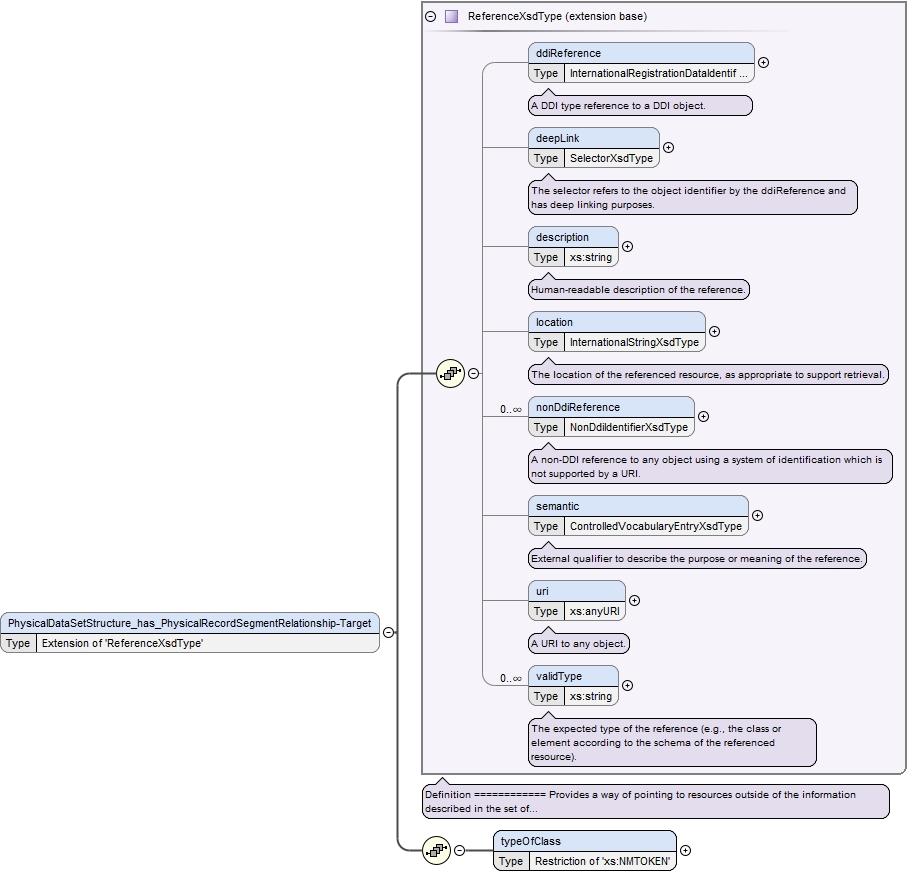 ReferenceXsdType (extension base)
ddiReference
Type InternationalRegistrationDataIdentif ...
A DDI type reference to a DDI object.
deepLink
Type SelectorXsdType
The selector refers to the object identifier by the ddiReference and
has deep linking purposes.
description
Type xs:string
Human-readable description of the reference.
location
Type InternationalStringXsdType
The location of the referenced resource, as appropriate to support retrieval.
0..∞ nonDdiReference
Type NonDdiIdentifierXsdType
A non-DDI reference to any object using a system of identification which is
not supported by a URI.
semantic
Type ControlledVocabularyEntryXsdType
External qualifier to describe the purpose or meaning of the reference.
uri
Type xs:anyURI
A URI to any object.
PhysicalDataSetStructure_has_PhysicalRecordSegmentRelationship-Target
Type Extension of 'ReferenceXsdType'
0..∞ validType
Type xs:string
The expected type of the reference (e.g., the class or
element according to the schema of the referenced
resource).
Definition ============ Provides a way of pointing to resources outside of the information
described in the set of...
typeOfClass
Type Restriction of 'xs:NMTOKEN'